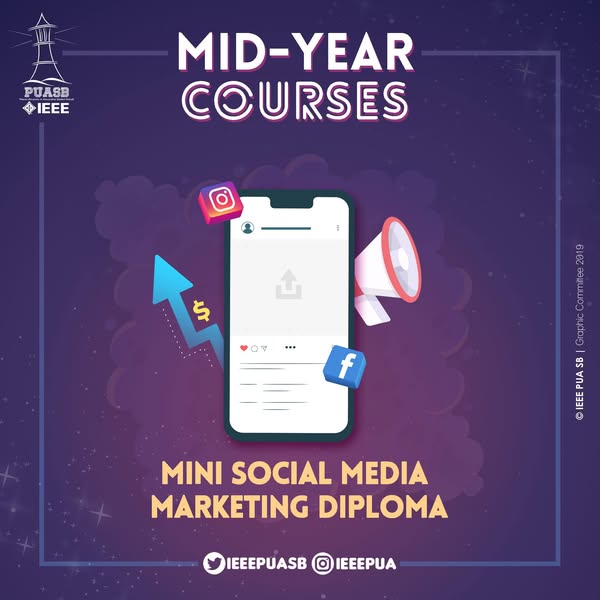 MID-YEAR
COURSES
PUASB
IEEE
$
f
MINI SOCIAL MEDIA
MARKETING DIPLOMA
IEEEPUASB IEEEPUA
© IEEE PUA SB | Graphic Committee 2019